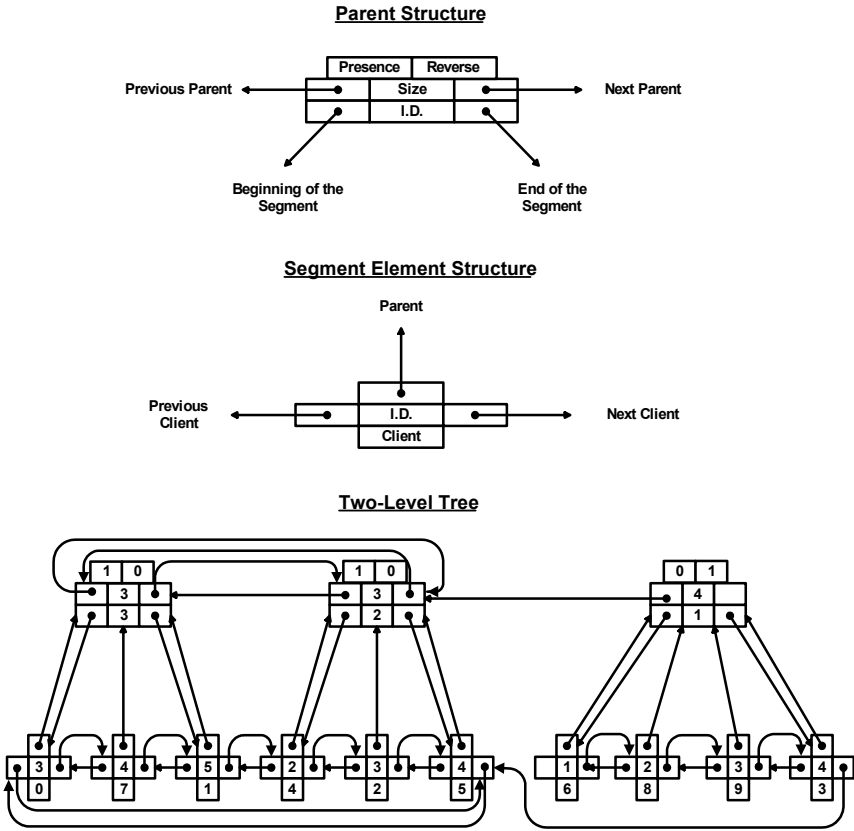 Parent Structure
Presence Reverse
Previous Parent Size Next Parent
I.D.
Beginning of the
Segment
End of the
Segment
Segment Element Structure
Parent
Previous
Client
I.D.
Next Client
Client
Two-Level Tree
1 0 1 0 0 1
3 3 4
3 2 1
3 4 5 2 3 4 1 2 3 4
0 7 1 4 2 5 6 8 9 3